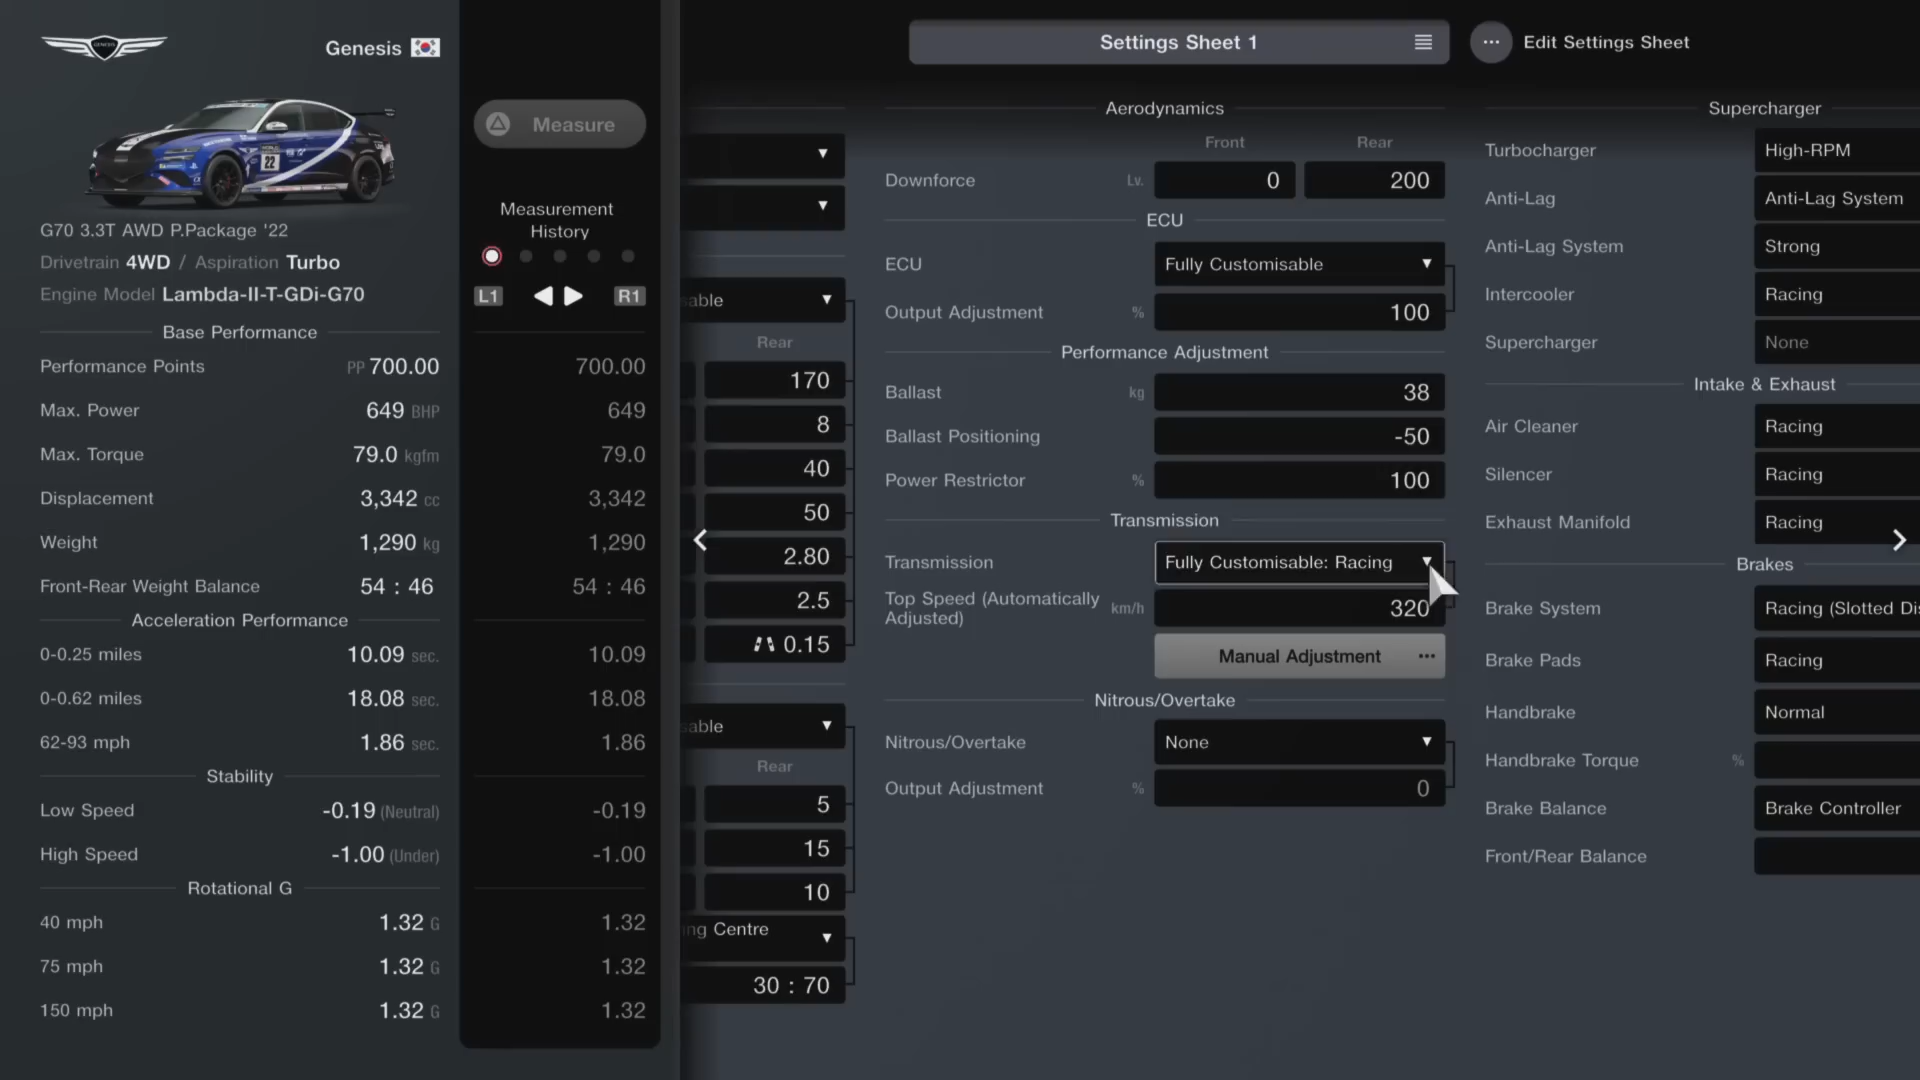 Genesis
G70 3.3T AWD P.Package '22
Drivetrain 4WD / Aspiration Turbo
Engine Model Lambda-II-T-GDi-G70
Base Performance
Performance Points PP 700.00
Max. Power 649 BHP
Max. Torque 79.0 kgfm
Displacement 3,342 cc
Weight 1,290 kg
Front-Rear Weight Balance 54 : 46
Acceleration Performance
0-0.25 miles 10.09 sec.
0-0.62 miles 18.08 sec.
62-93 mph 1.86 sec.
Stability
Low Speed -0.19 (Neutral)
High Speed -1.00 (Under)
Rotational G
40 mph 1.32 G
75 mph 1.32 G
150 mph 1.32 G
Measure
Measurement
History
L1 R1
700.00
649
79.0
3,342
1,290
54 : 46
10.09
18.08
1.86
-0.19
-1.00
1.32
1.32
1.32
Settings Sheet 1
Edit Settings Sheet
sable
Rear
170
8
40
50
2.80
2.5
0.15
sable
Rear
5
15
10
ng Centre
30 : 70
Aerodynamics
Front Rear
Downforce Lv. 0 200
ECU
ECU Fully Customisable
Output Adjustment % 100
Performance Adjustment
Ballast kg 38
Ballast Positioning -50
Power Restrictor % 100
Transmission
Transmission Fully Customisable: Racing
Top Speed (Automatically
Adjusted) km/h 320
Manual Adjustment
Nitrous/Overtake
Nitrous/Overtake None
Output Adjustment % 0
Supercharger
Turbocharger High-RPM
Anti-Lag Anti-Lag System
Anti-Lag System Strong
Intercooler Racing
Supercharger None
Intake & Exhaust
Air Cleaner Racing
Silencer Racing
Exhaust Manifold Racing
Brakes
Brake System Racing (Slotted Dis
Brake Pads Racing
Handbrake Normal
Handbrake Torque %
Brake Balance Brake Controller
Front/Rear Balance